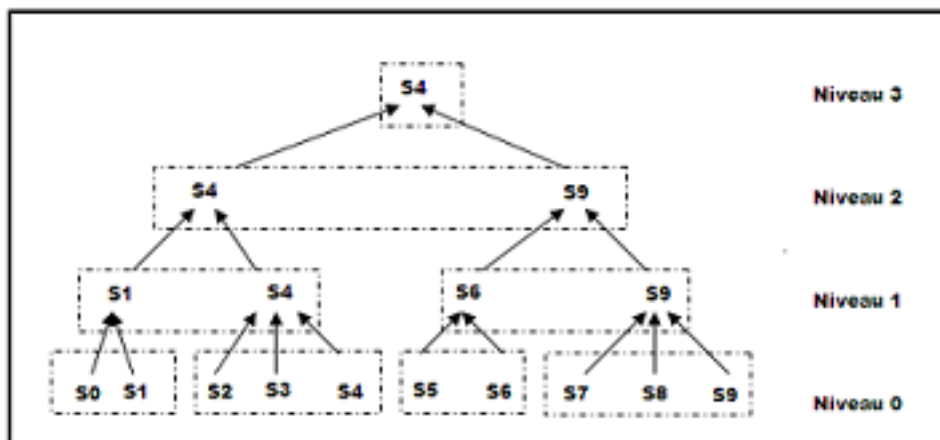 S4 Niveau 3
S4 S9 Niveau 2
S1 S4 S6 S9 Niveau 1
S0 S1 S2 S3 S4 S5 S6 S7 S8 S9 Niveau 0